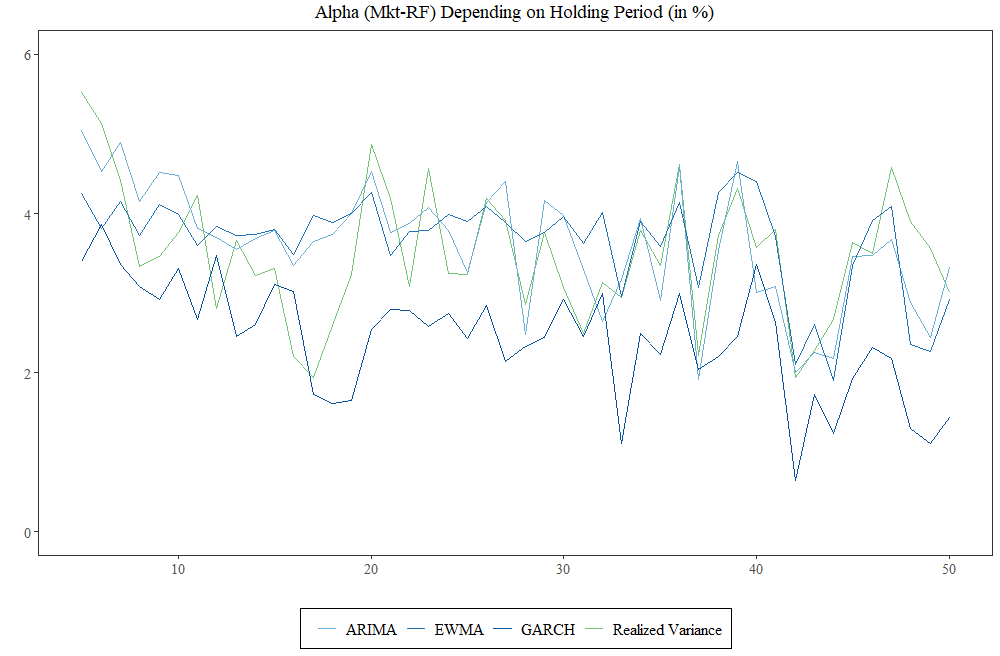 Alpha (Mkt-RF) Depending on Holding Period (in %)
6
4
2
0
10 20 30 40 50
ARIMA EWMA GARCH Realized Variance